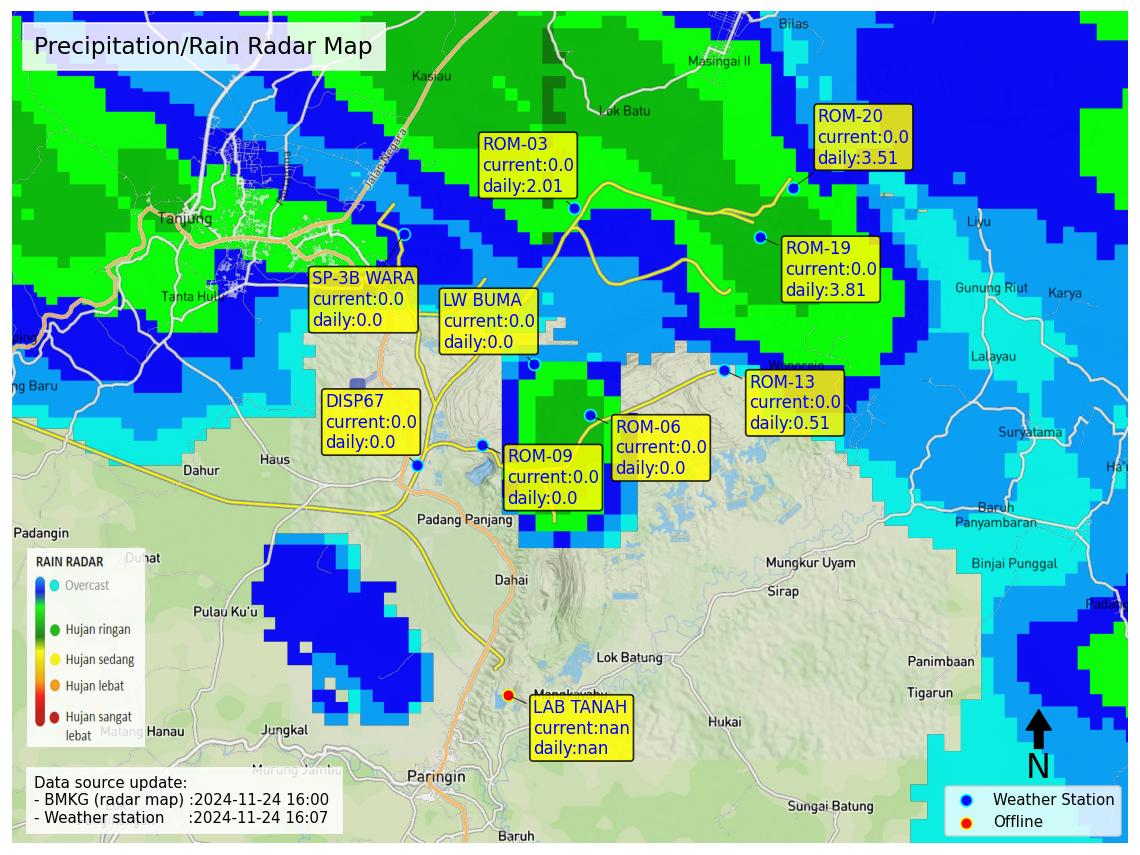 Precipitation/Rain Radar Map
Bilas
Masingai II
Kasiau
Lok Batu
Jalan Negara
ROM-20
current:0.0
daily:3.51
ROM-03
current:0.0
daily:2.01
Tanjung
Liyu
ROM-19
current:0.0
daily:3.81
SP-3B WARA
current:0.0
daily:0.0
LW BUMA
current:0.0
daily:0.0
Tanta Hulu
Gunung Riut
Karya
Lalayau
ng Baru
ROM-13
current:0.0
daily:0.51
DISP67
current:0.0
daily:0.0
ROM-06
current:0.0
daily:0.0
Suryatama
ROM-09
current:0.0
daily:0.0
Haus
Dahur
Baruh
Panyambaran
Padang Panjang
Padangin
Duhat
Mungkur Uyam
Binjai Punggal
Dahai
Sirap
Pulau Ku'u
Padang
RAIN RADAR
Overcast
Hujan ringan
Hujan sedang
Hujan lebat
Hujan sangat
lebat
Lok Batung
Panimbaan
Tigarun
Mangkayahu
LAB TANAH
current:nan
daily:nan
Hukai
Jungkal
Matang Hanau
Murung Jambu
Paringin
Sungai Batung
Baruh
N
Data source update:
- BMKG (radar map) :2024-11-24 16:00
- Weather station :2024-11-24 16:07
Weather Station
Offline